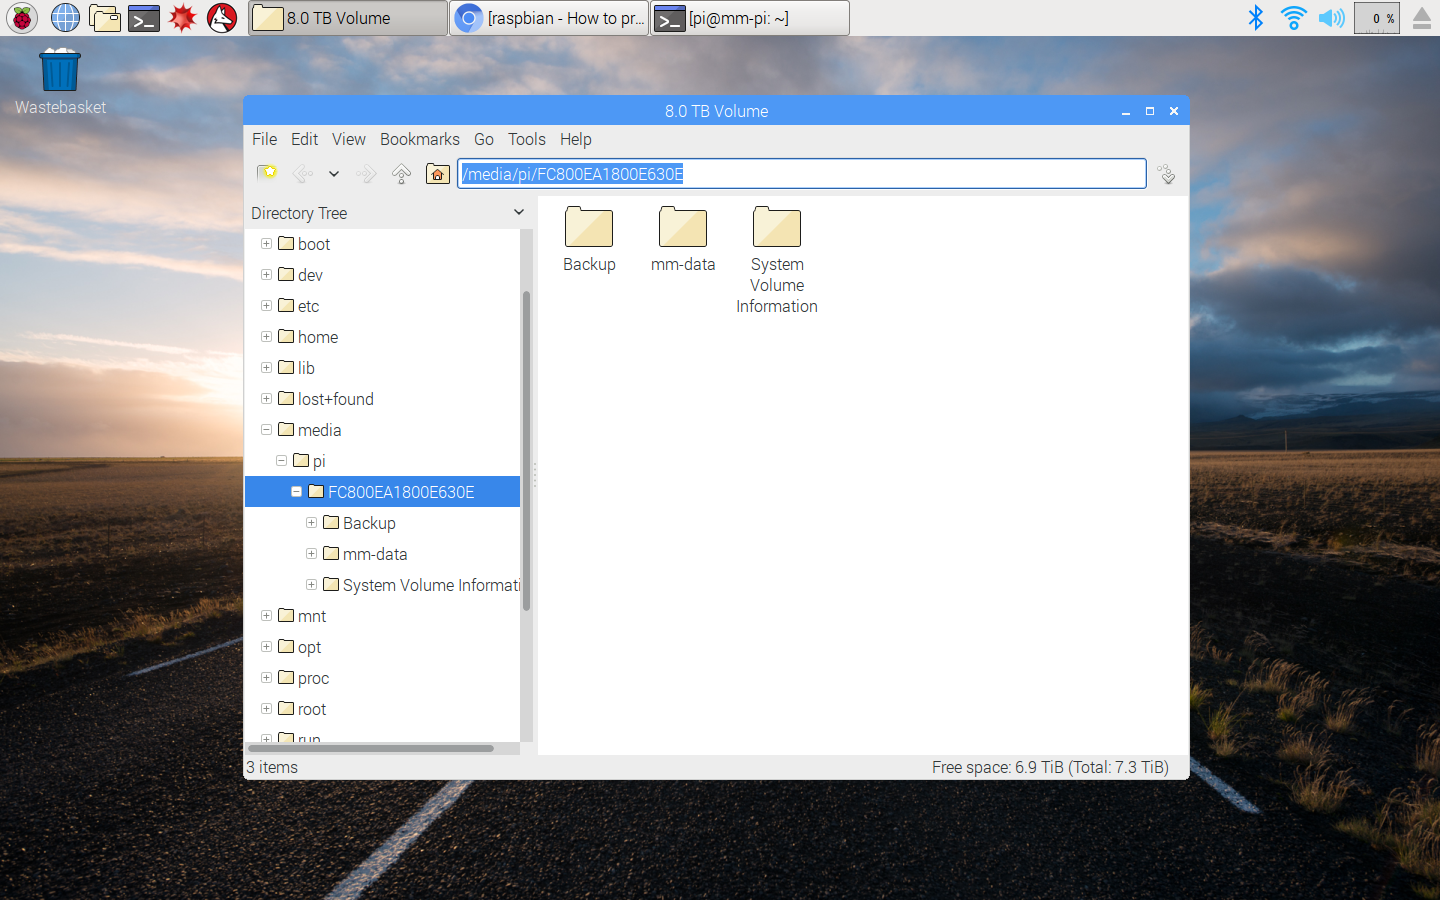 8.0 TB Volume
[raspbian - How to pr...
[pi@mm-pi: ~]
0 %
Wastebasket
8.0 TB Volume
File Edit View Bookmarks Go Tools Help
/media/pi/FC800EA1800E630E
Directory Tree
boot
dev
etc
home
lib
lost+found
media
pi
FC800EA1800E630E
Backup
mm-data
System Volume Informati
mnt
opt
proc
root
run
Backup
mm-data
System
Volume
Information
3 items
Free space: 6.9 TiB (Total: 7.3 TiB)